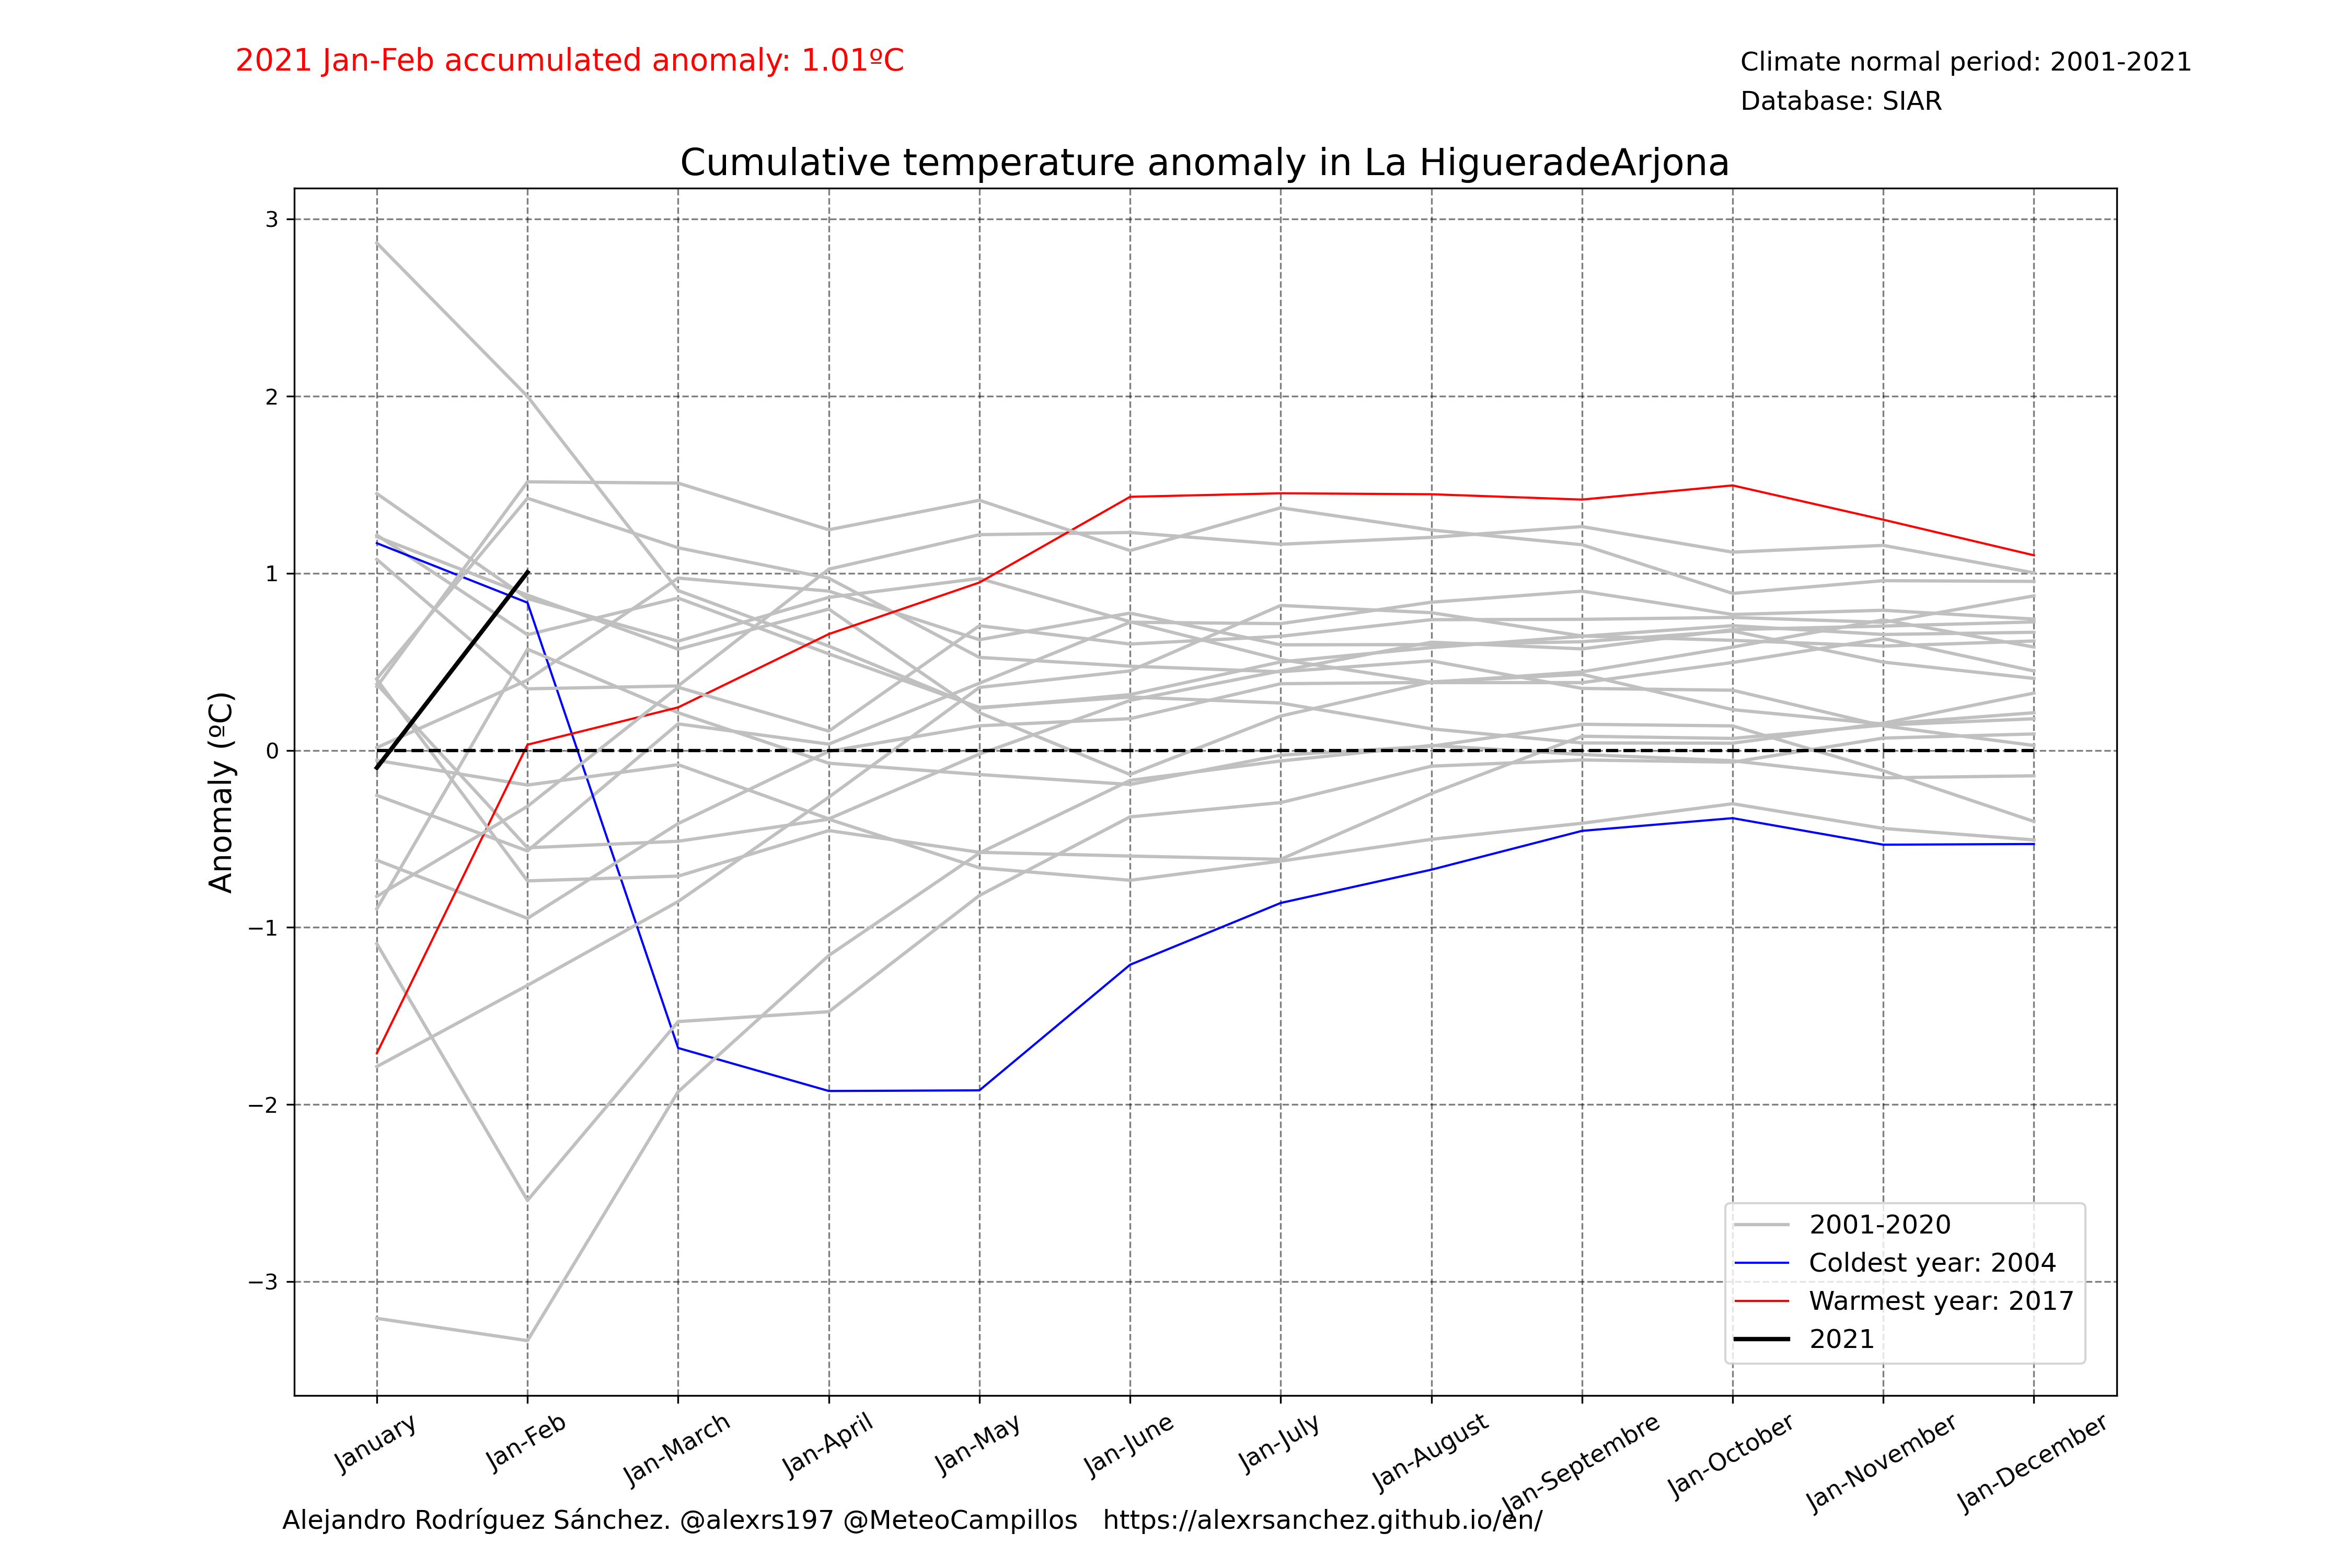 2021 Jan-Feb accumulated anomaly: 1.01ºC
Climate normal period: 2001-2021
Database: SIAR
Cumulative temperature anomaly in La HigueradeArjona
Anomaly (ºC)
3
2
1
0
−1
−2
−3
2001-2020
Coldest year: 2004
Warmest year: 2017
2021
January
Jan-Feb
Jan-March
Jan-April
Jan-May
Jan-June
Jan-July
Jan-August
Jan-Septembre
Jan-October
Jan-November
Jan-December
Alejandro Rodríguez Sánchez. @alexrs197 @MeteoCampillos   https://alexrsanchez.github.io/en/